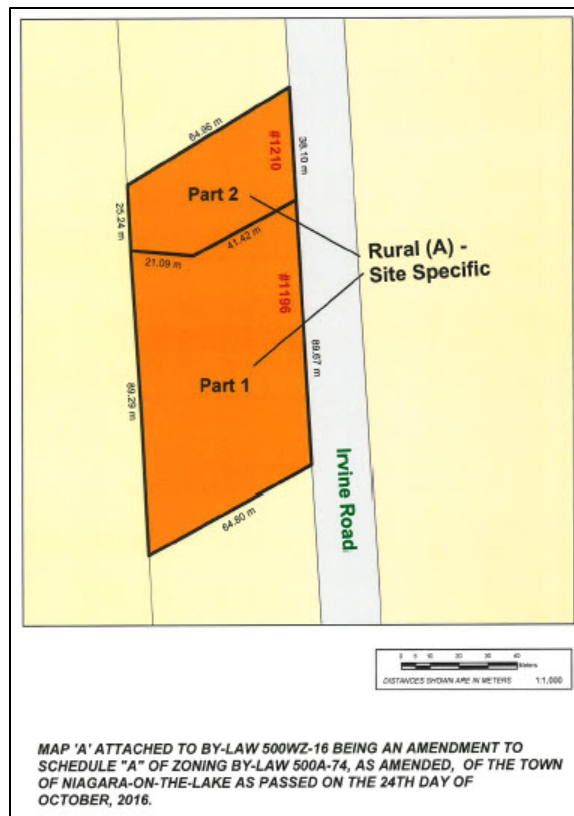 64.96 m
#1210
38.10 m
Part 2
25.24 m
21.09 m
41.42 m
Rural (A) -
Site Specific
#1196
89.67 m
Part 1
89.29 m
64.80 m
Irvine Road
0 5 10 20 30 40
Meters
DISTANCES SHOWN ARE IN METERS 1:1,000
MAP 'A' ATTACHED TO BY-LAW 500WZ-16 BEING AN AMENDMENT TO
SCHEDULE "A" OF ZONING BY-LAW 500A-74, AS AMENDED, OF THE TOWN
OF NIAGARA-ON-THE-LAKE AS PASSED ON THE 24TH DAY OF
OCTOBER, 2016.